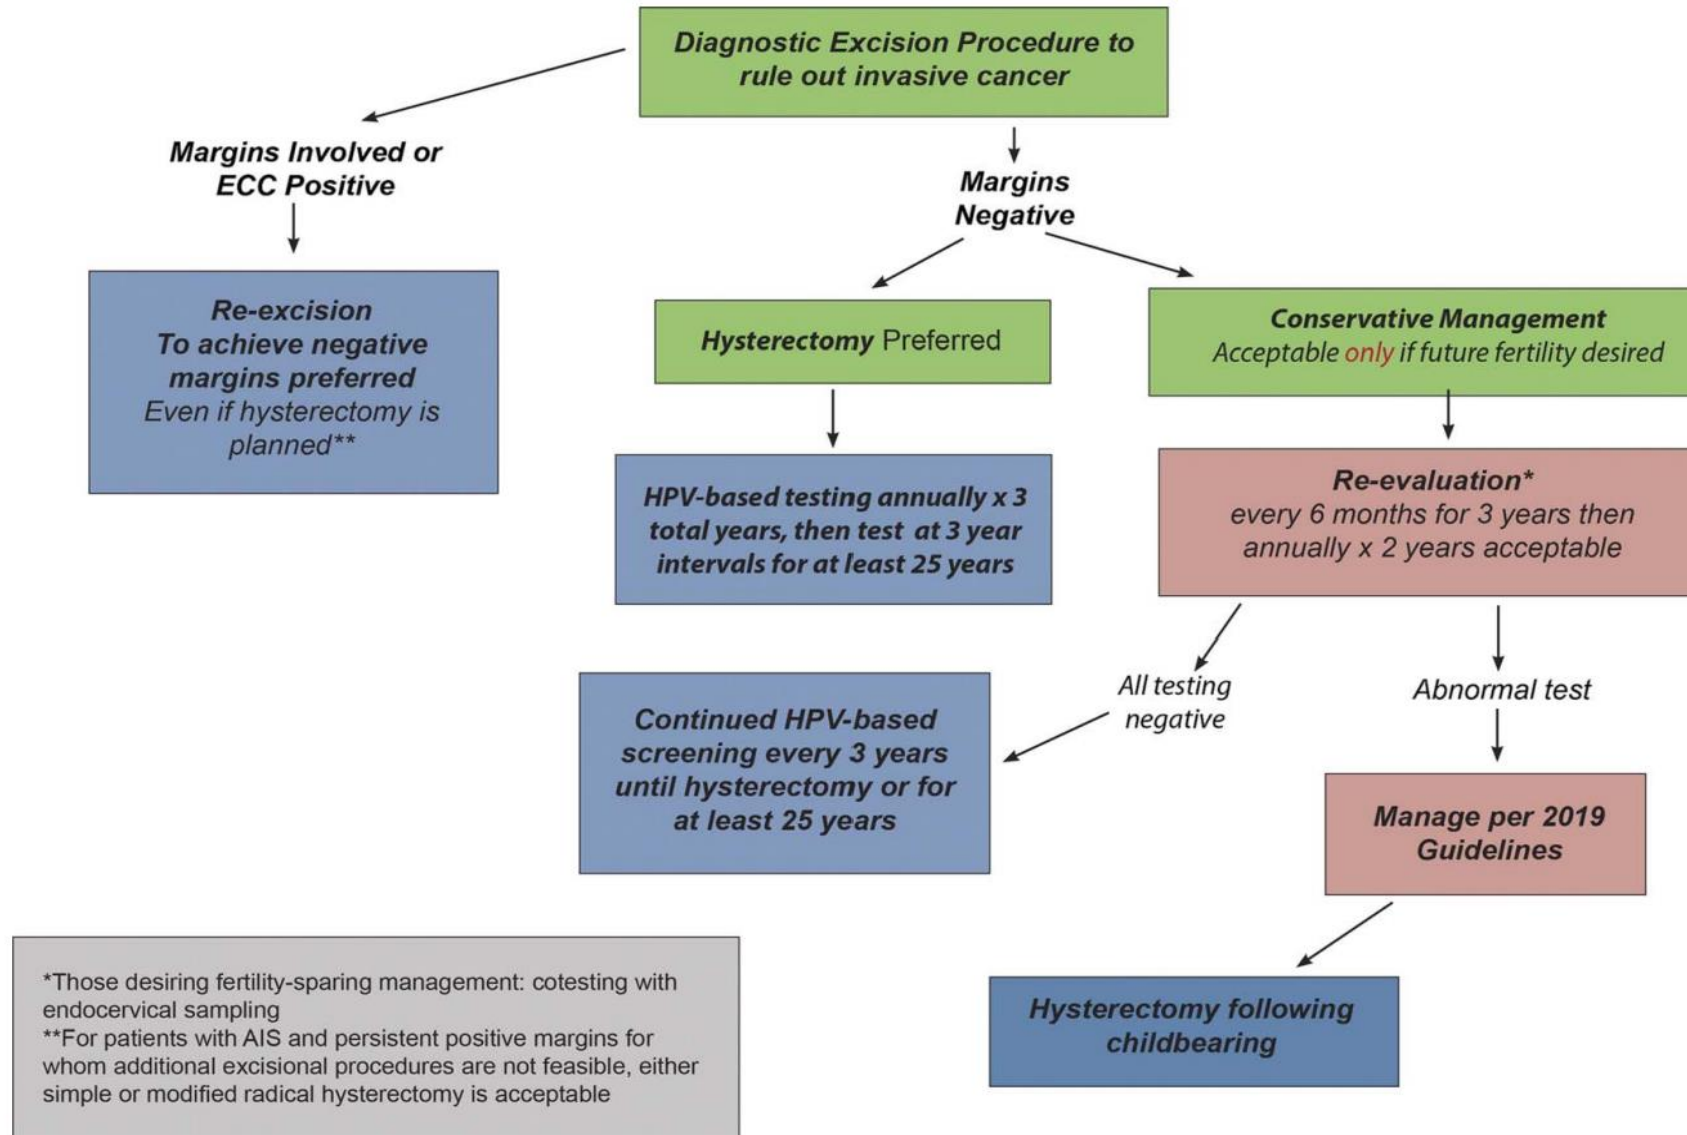 Diagnostic Excision Procedure to
rule out invasive cancer
Margins Involved or
ECC Positive
Margins
Negative
Re-excision
To achieve negative
margins preferred
Even if hysterectomy is
planned**
Hysterectomy Preferred
Conservative Management
Acceptable only if future fertility desired
HPV-based testing annually x 3
total years, then test at 3 year
intervals for at least 25 years
Re-evaluation*
every 6 months for 3 years then
annually x 2 years acceptable
All testing
negative
Abnormal test
Continued HPV-based
screening every 3 years
until hysterectomy or for
at least 25 years
Manage per 2019
Guidelines
Hysterectomy following
childbearing
*Those desiring fertility-sparing management: cotesting with
endocervical sampling
**For patients with AIS and persistent positive margins for
whom additional excisional procedures are not feasible, either
simple or modified radical hysterectomy is acceptable